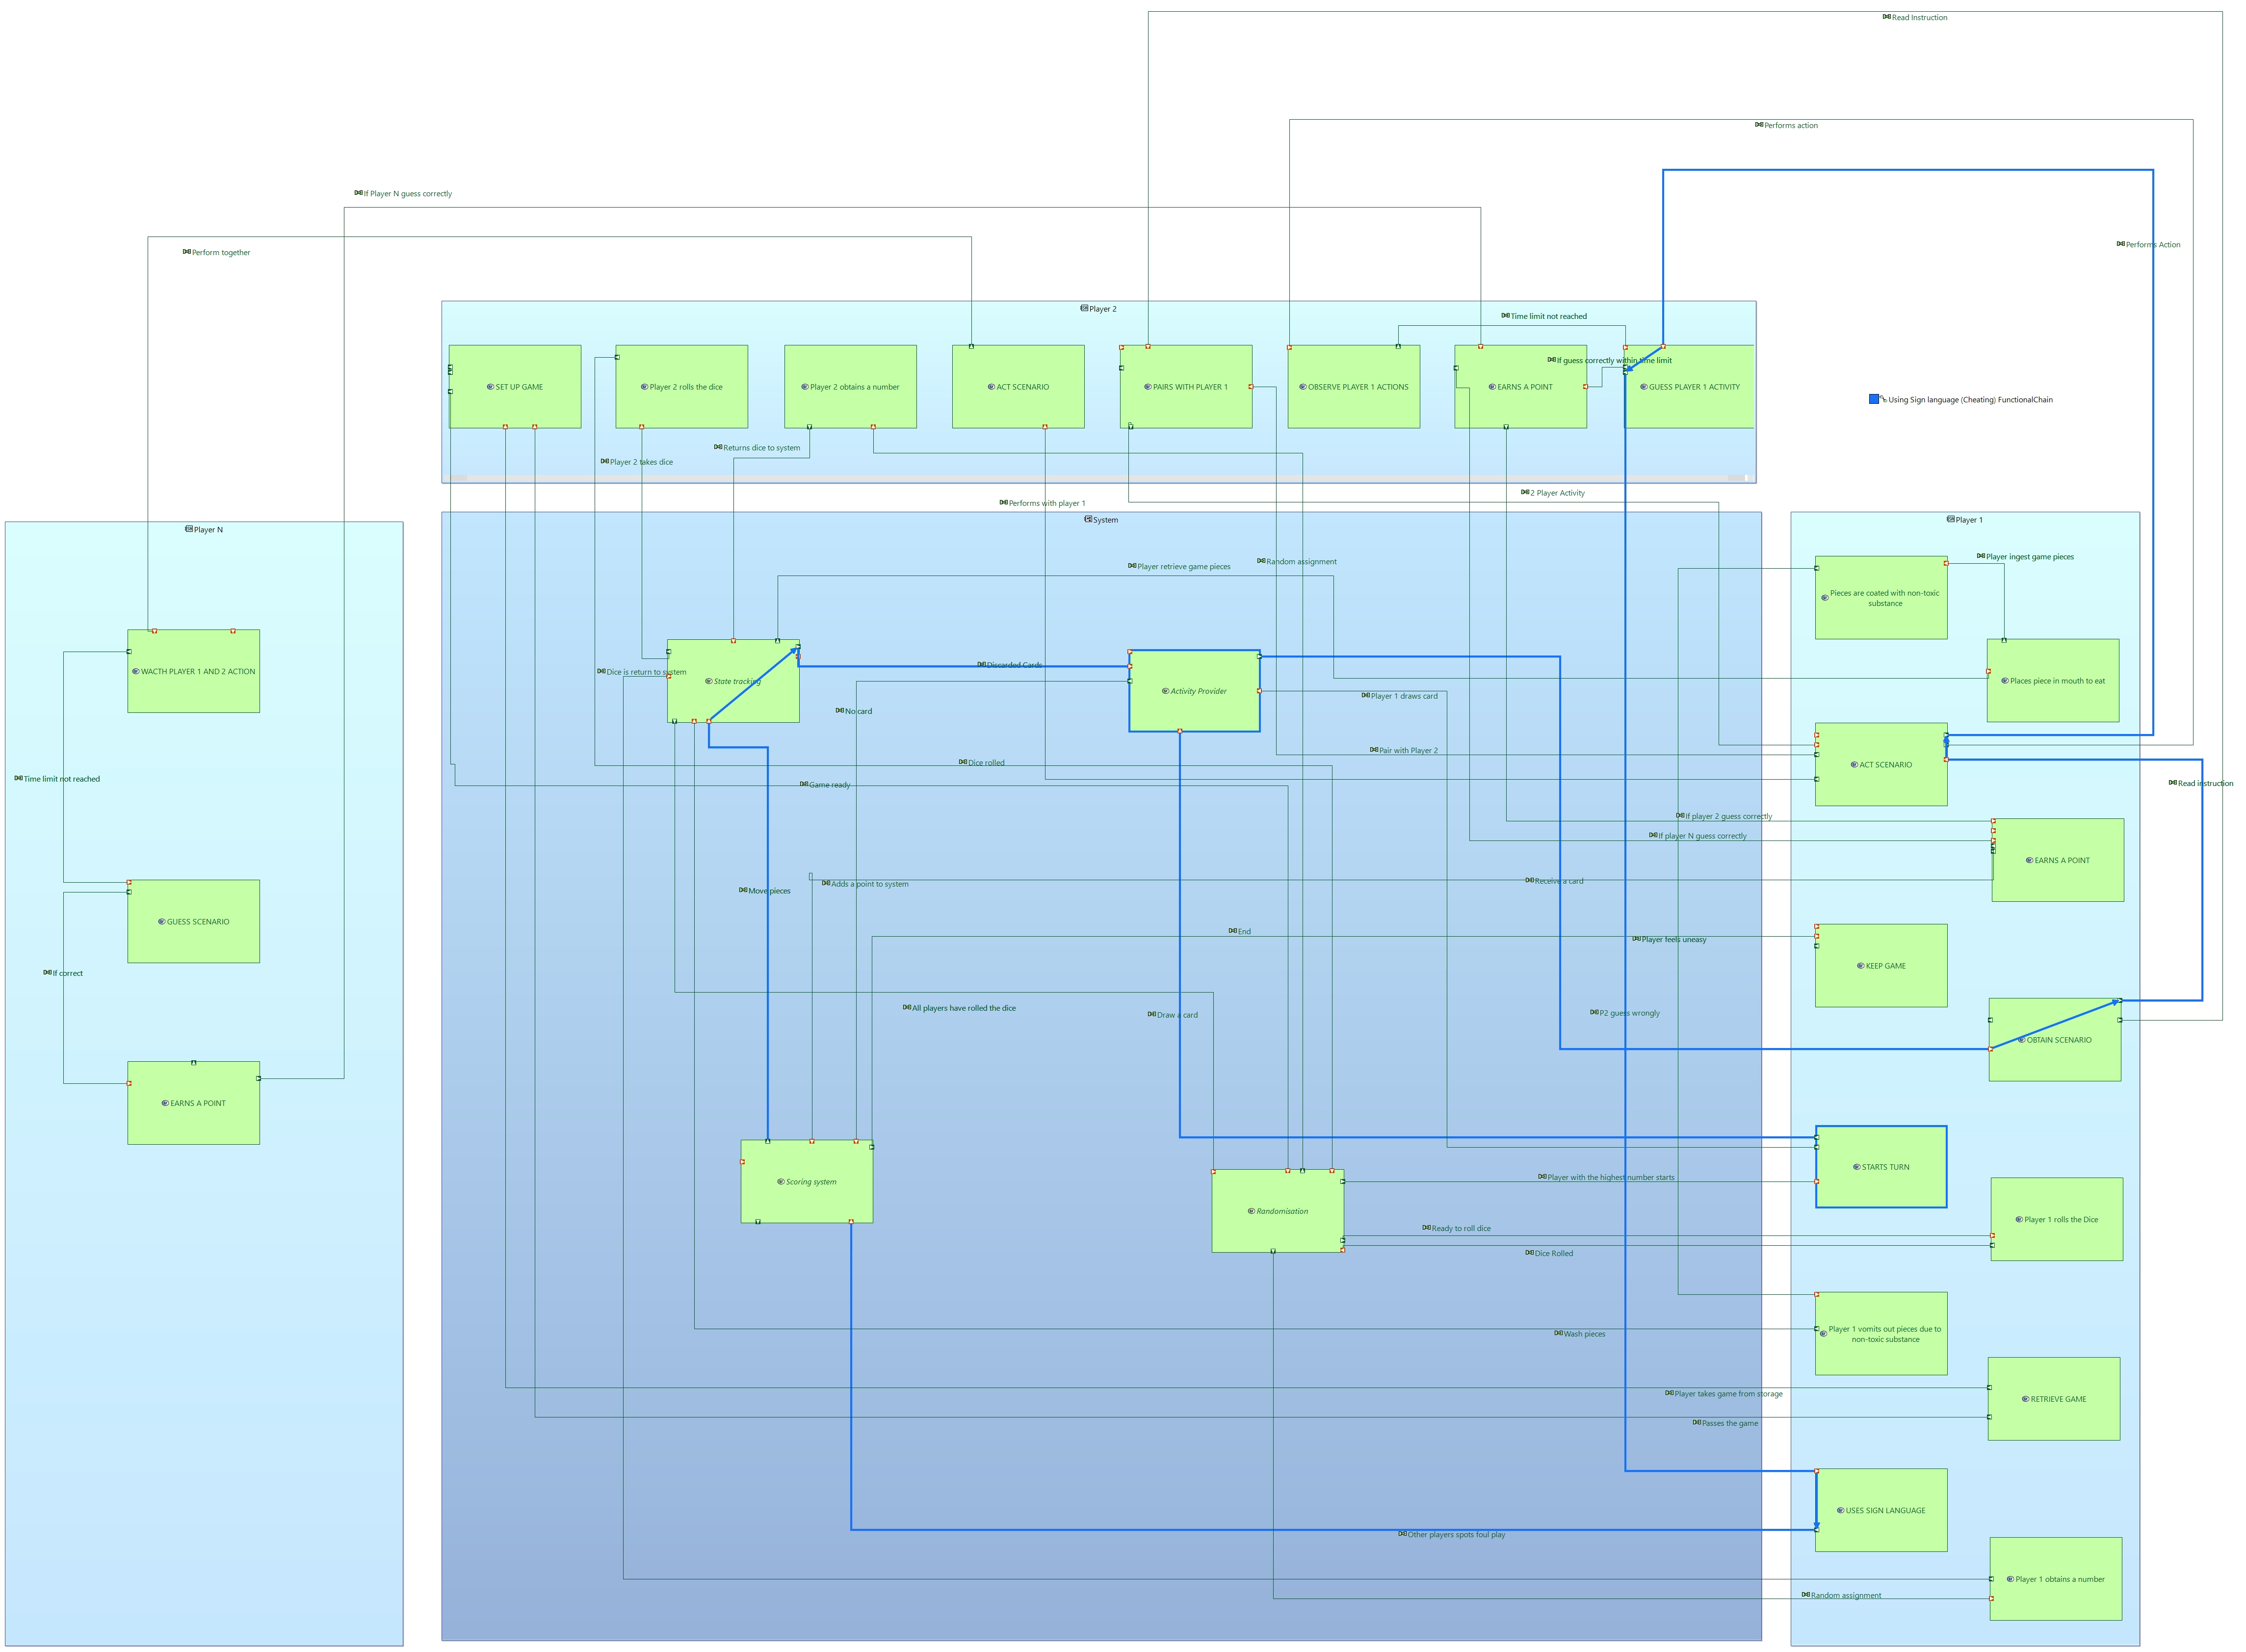 Read Instruction
Performs action
If Player N guess correctly
Performs Action
Perform together
Player 2
Time limit not reached
If guess correctly within time limit
SET UP GAME
Player 2 rolls the dice
Player 2 obtains a number
ACT SCENARIO
PAIRS WITH PLAYER 1
OBSERVE PLAYER 1 ACTIONS
EARNS A POINT
GUESS PLAYER 1 ACTIVITY
Using Sign language (Cheating) FunctionalChain
Returns dice to system
Player 2 takes dice
2 Player Activity
Performs with player 1
Player N
System
Player 1
Player ingest game pieces
Random assignment
Player retrieve game pieces
Pieces are coated with non-toxic
substance
WACTH PLAYER 1 AND 2 ACTION
Dice is return to system
State tracking
Discarded Cards
Activity Provider
Player 1 draws card
Places piece in mouth to eat
No card
Pair with Player 2
Dice rolled
ACT SCENARIO
Time limit not reached
Game ready
Read instruction
If player 2 guess correctly
If player N guess correctly
EARNS A POINT
Move pieces
Adds a point to system
Receive a card
GUESS SCENARIO
End
Player feels uneasy
KEEP GAME
If correct
All players have rolled the dice
Draw a card
P2 guess wrongly
OBTAIN SCENARIO
EARNS A POINT
STARTS TURN
Scoring system
Player with the highest number starts
Randomisation
Ready to roll dice
Player 1 rolls the Dice
Dice Rolled
Player 1 vomits out pieces due to
non-toxic substance
Wash pieces
Player takes game from storage
RETRIEVE GAME
Passes the game
USES SIGN LANGUAGE
Other players spots foul play
Player 1 obtains a number
Random assignment